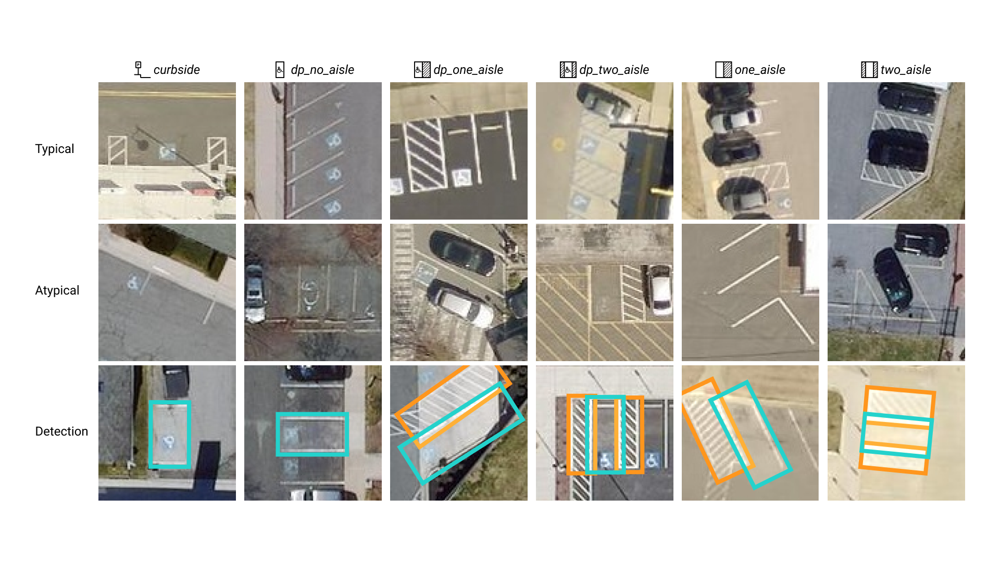 P curbside
dp_no_aisle
dp_one_aisle
dp_two_aisle
one_aisle
two_aisle
Typical
Atypical
Detection